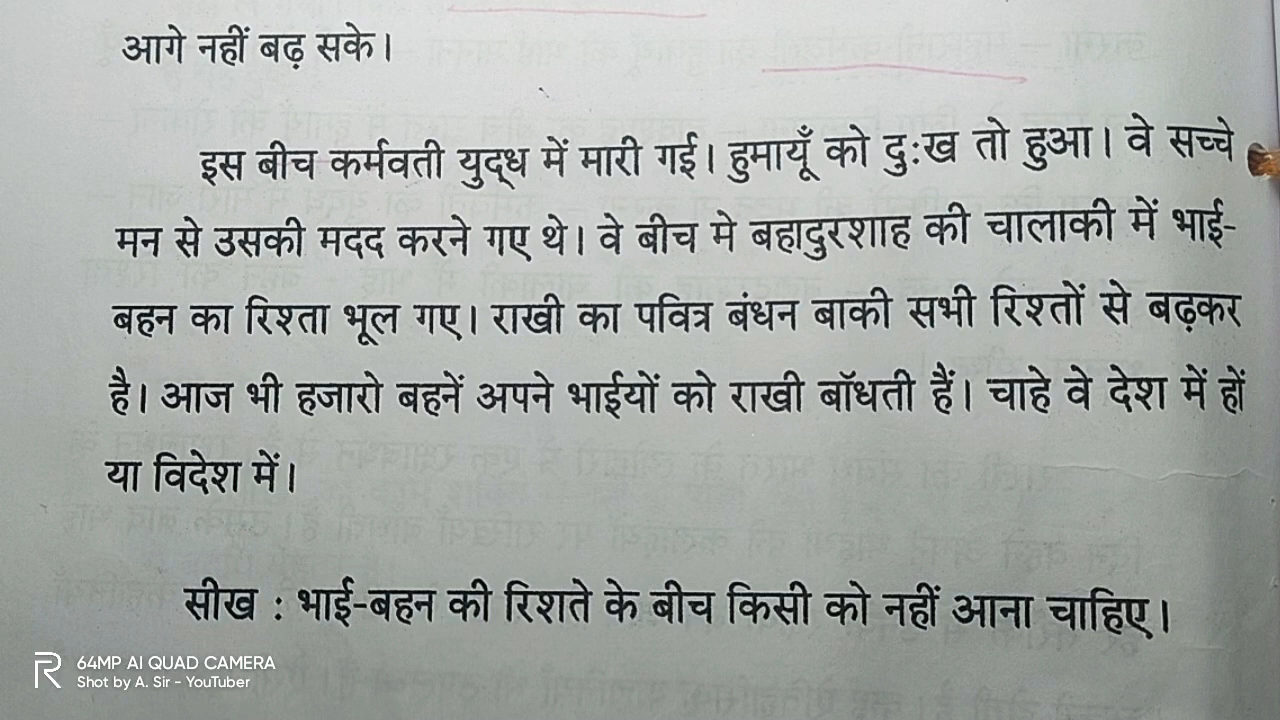 आगे नहीं बढ़ सके।
इस बीच कर्मवती युद्ध में मारी गई। हुमायूँ को दुःख तो हुआ। वे सच्चे
मन से उसकी मदद करने गए थे। वे बीच मे बहादुरशाह की चालाकी में भाई-
बहन का रिश्ता भूल गए। राखी का पवित्र बंधन बाकी सभी रिश्तों से बढ़कर
है। आज भी हजारो बहनें अपने भाईयों को राखी बॉधती हैं। चाहे वे देश में हों
या विदेश में।
सीख : भाई-बहन की रिशते के बीच किसी को नहीं आना चाहिए।
64MP AI QUAD CAMERA
Shot by A. Sir - YouTuber